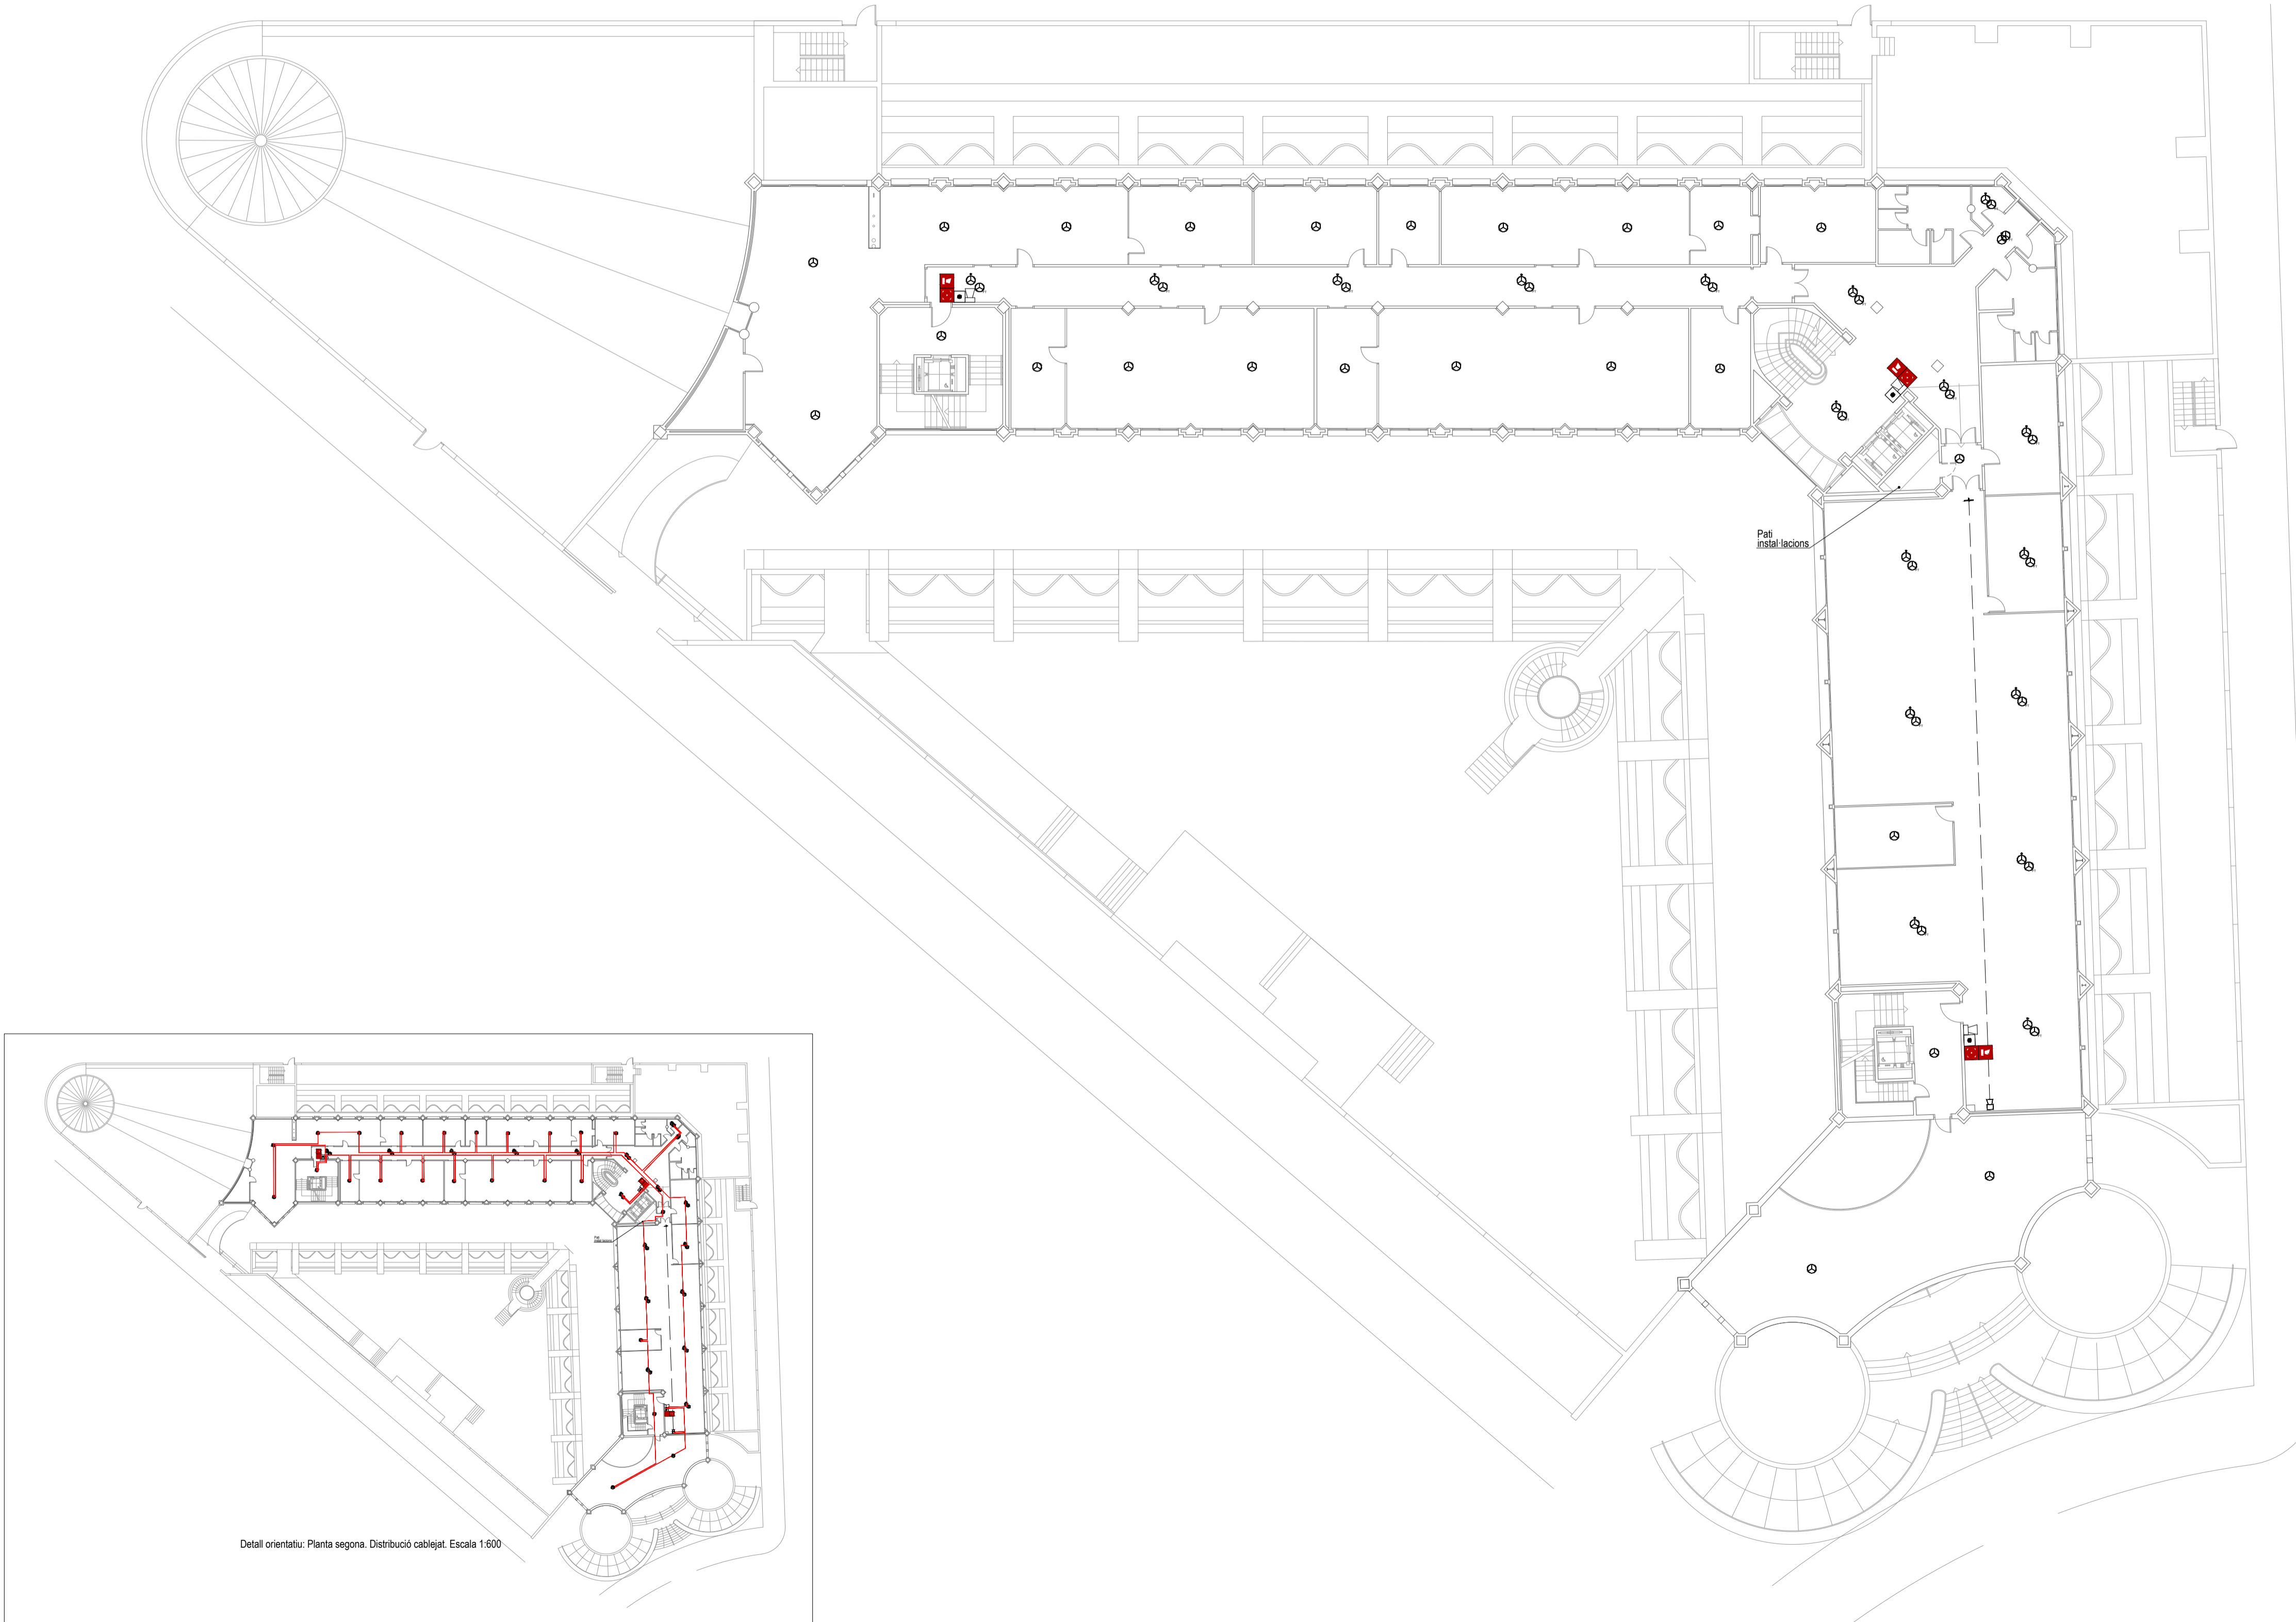 Pati
instal·lacions
Detall orientatiu: Planta segona. Distribució cablejat. Escala 1:600